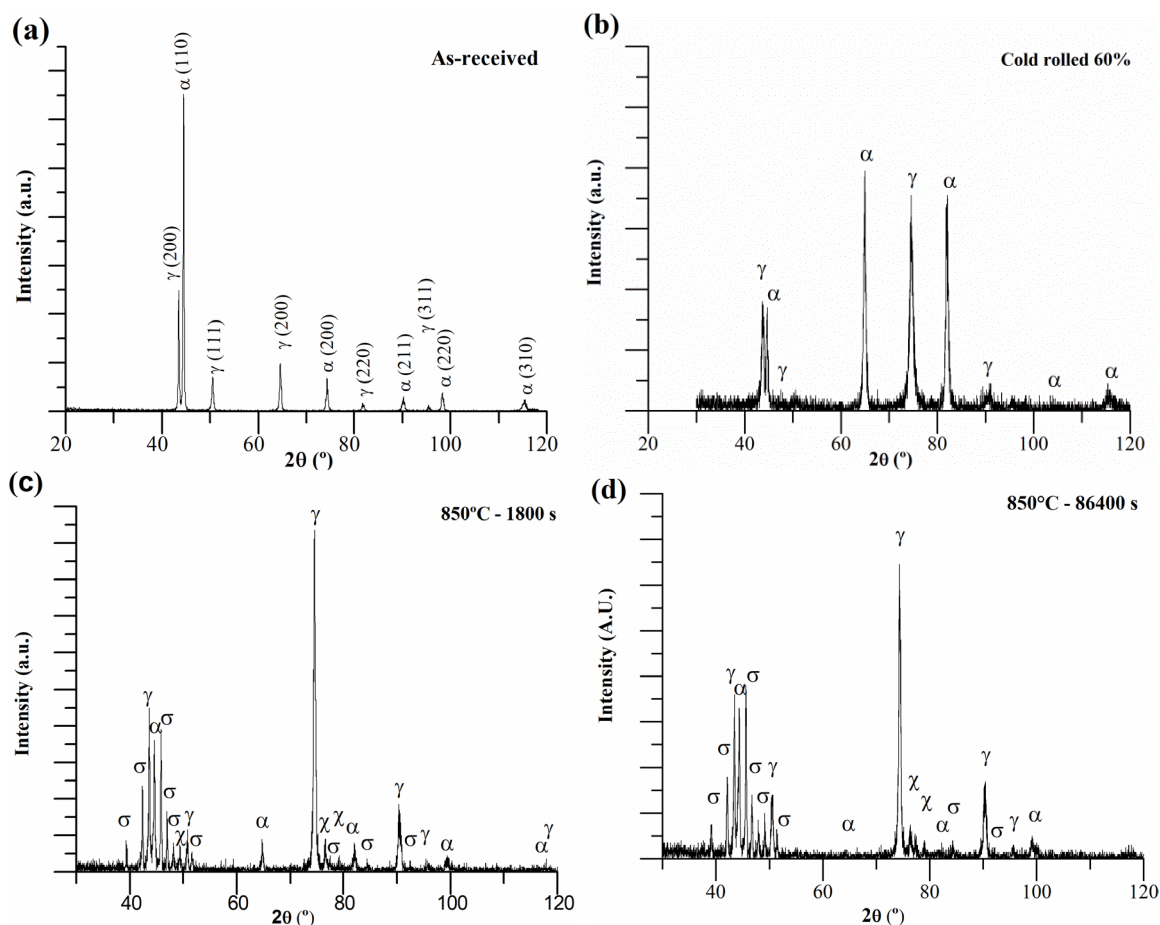 (a)
As-received
Intensity (a.u.)
γ (200)
α (110)
γ (111)
γ (200)
α (200)
γ (220)
α (211)
γ (311)
α (220)
α (310)
20 40 60 80 100 120
2θ (º)
(b)
Cold rolled 60%
Intensity (a.u.)
γ α γ α γ α γ α α
20 40 60 80 100 120
2θ (º)
(c)
850ºC - 1800 s
Intensity (a.u.)
σ σ γ α σ σ σ χ γ σ α γ χ σ χ α σ γ σ γ α α γ
40 60 80 100 120
2θ (º)
(d)
850°C - 86400 s
Intensity (A.U.)
σ σ γ α σ σ σ γ σ α γ χ χ α σ γ σ γ α
40 60 80 100 120
2θ (º)